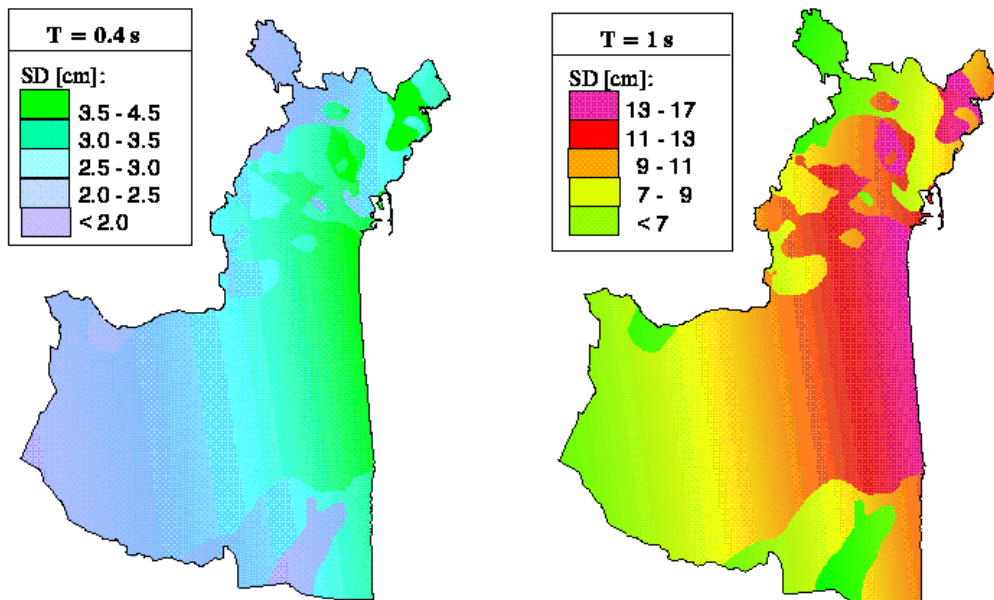 T = 0.4 s
SD [cm]:
3.5 - 4.5
3.0 - 3.5
2.5 - 3.0
2.0 - 2.5
< 2.0
T = 1 s
SD [cm]:
13 - 17
11 - 13
9 - 11
7 - 9
< 7